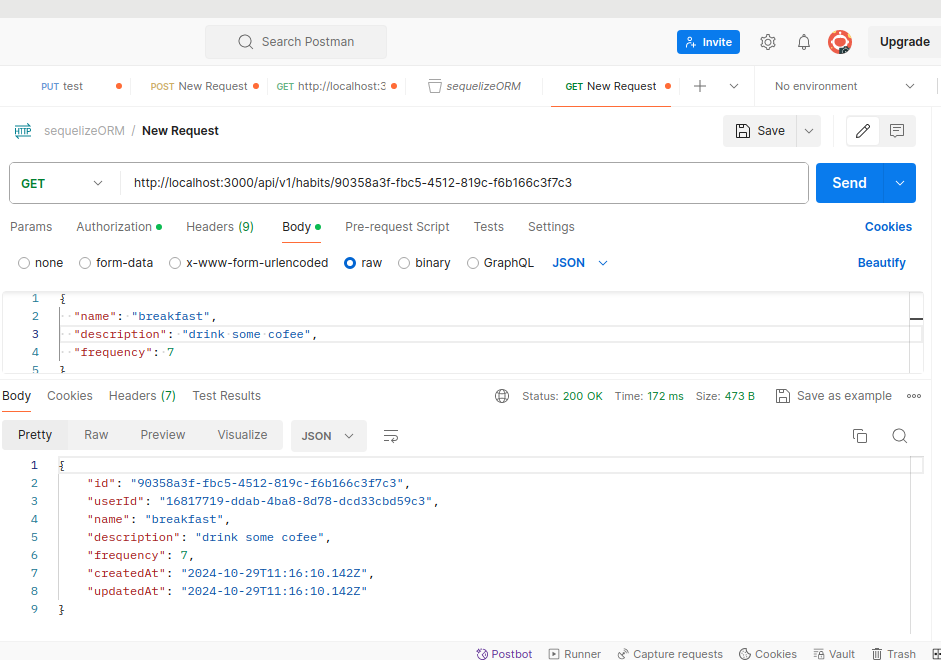 Search Postman
Invite
Upgrade
PUT test
POST New Request
GET http://localhost:3
sequelizeORM
GET New Request
No environment
HTTP sequelizeORM / New Request
Save
GET
http://localhost:3000/api/v1/habits/90358a3f-fbc5-4512-819c-f6b166c3f7c3
Send
Params Authorization Headers (9) Body Pre-request Script Tests Settings Cookies
none form-data x-www-form-urlencoded raw binary GraphQL JSON Beautify
1 {
2 "name": "breakfast",
3 "description": "drink some cofee",
4 "frequency": 7
5 }
Body Cookies Headers (7) Test Results Status: 200 OK Time: 172 ms Size: 473 B Save as example
Pretty Raw Preview Visualize JSON
1 {
2 "id": "90358a3f-fbc5-4512-819c-f6b166c3f7c3",
3 "userId": "16817719-ddab-4ba8-8d78-dcd33cbd59c3",
4 "name": "breakfast",
5 "description": "drink some cofee",
6 "frequency": 7,
7 "createdAt": "2024-10-29T11:16:10.142Z",
8 "updatedAt": "2024-10-29T11:16:10.142Z"
9 }
Postbot Runner Capture requests Cookies Vault Trash